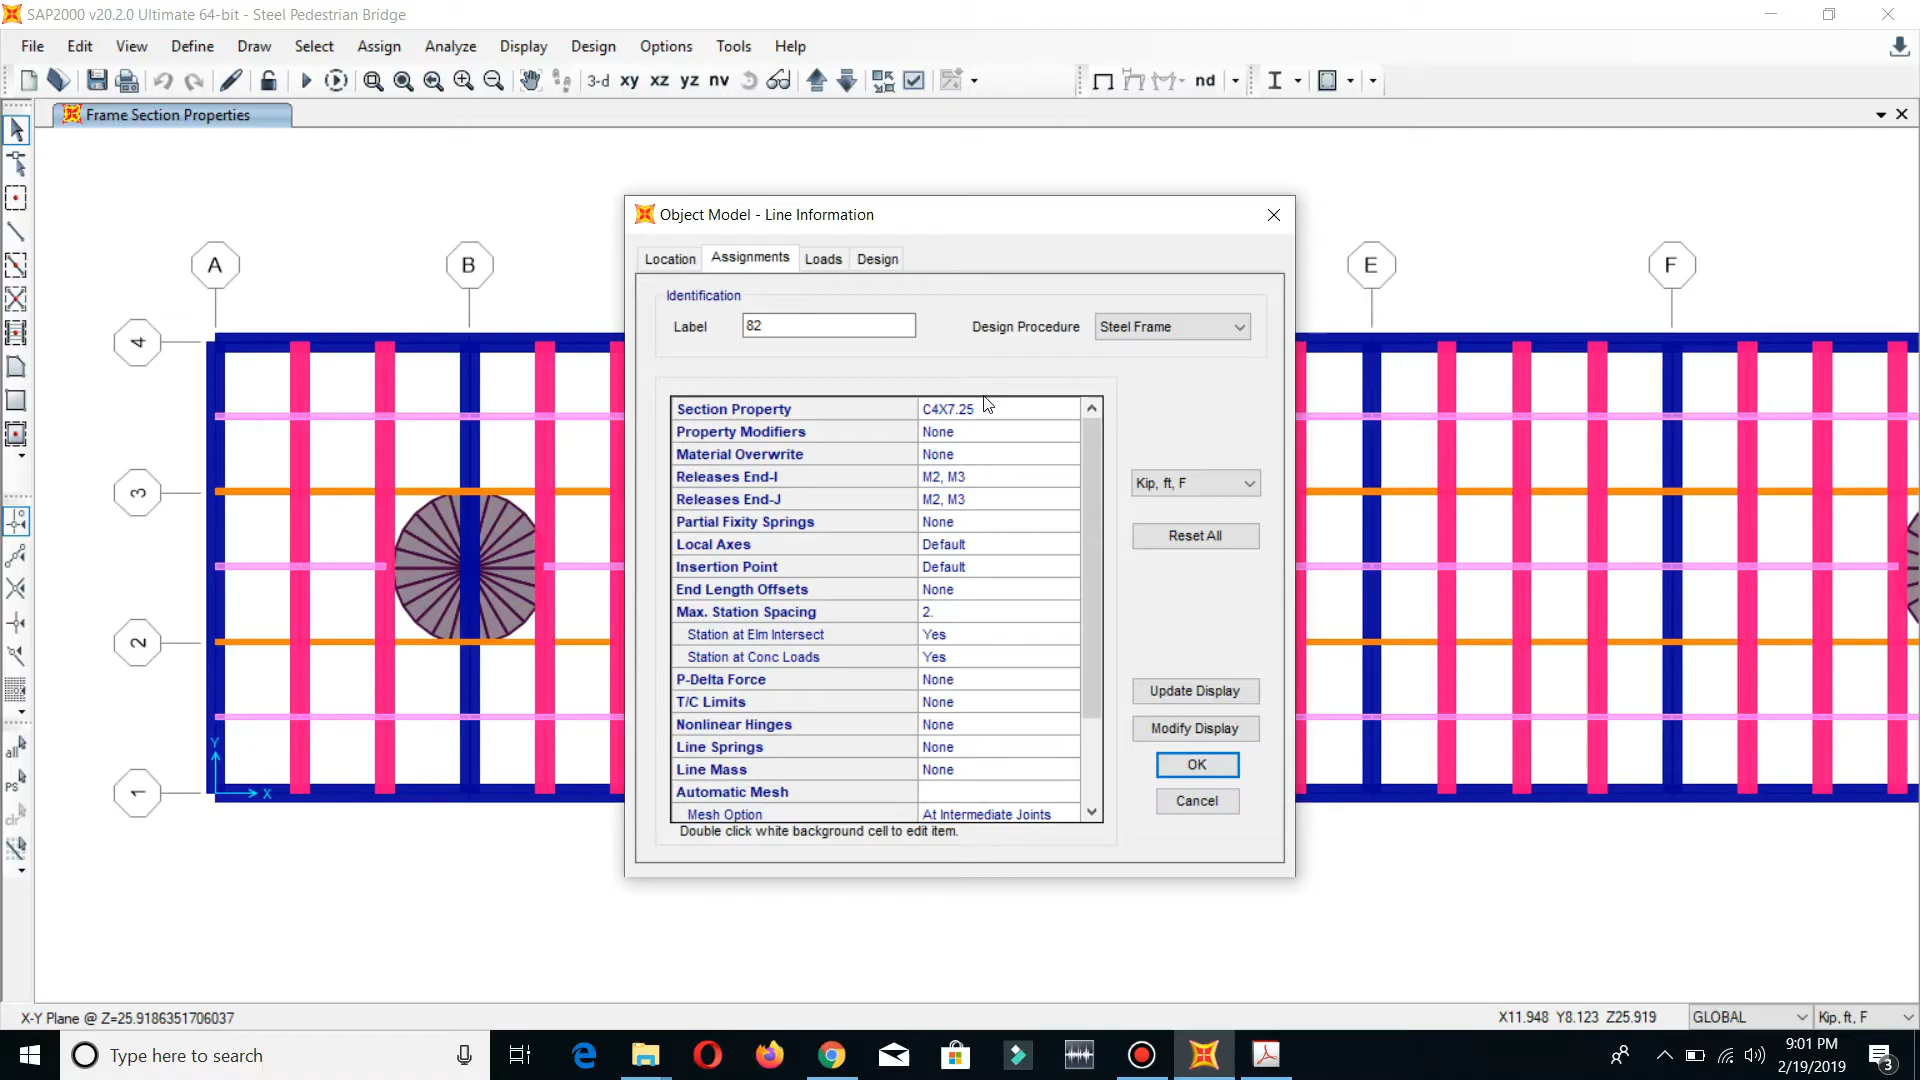 SAP2000 v20.2.0 Ultimate 64-bit - Steel Pedestrian Bridge
File Edit View Define Draw Select Assign Analyze Display Design Options Tools Help
3-d xy xz yz nv nd
Frame Section Properties
Object Model - Line Information
Location Assignments Loads Design
Identification
Label 82 Design Procedure Steel Frame
Section Property C4X7.25
Property Modifiers None
Material Overwrite None
Releases End-I M2, M3
Releases End-J M2, M3
Partial Fixity Springs None
Local Axes Default
Insertion Point Default
End Length Offsets None
Max. Station Spacing 2.
Station at Elm Intersect Yes
Station at Conc Loads Yes
P-Delta Force None
T/C Limits None
Nonlinear Hinges None
Line Springs None
Line Mass None
Automatic Mesh
Mesh Option At Intermediate Joints
Double click white background cell to edit item.
Kip, ft, F
Reset All
Update Display
Modify Display
OK
Cancel
A B E F
4
3
2
1
Y
X
all
PS
clr
X-Y Plane @ Z=25.9186351706037
X11.948 Y8.123 Z25.919
GLOBAL
Kip, ft, F
Type here to search
9:01 PM
2/19/2019
3